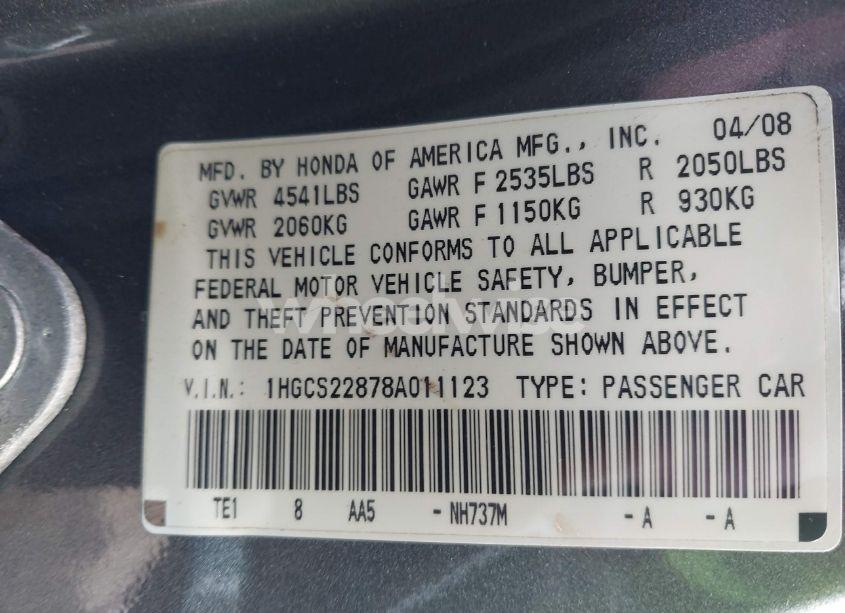 MFD. BY HONDA OF AMERICA MFG., INC. 04/08
GVWR 4541LBS GAWR F 2535LBS R 2050LBS
GVWR 2060KG GAWR F 1150KG R 930KG
THIS VEHICLE CONFORMS TO ALL APPLICABLE
FEDERAL MOTOR VEHICLE SAFETY, BUMPER,
AND THEFT PREVENTION STANDARDS IN EFFECT
ON THE DATE OF MANUFACTURE SHOWN ABOVE.
V.I.N.: 1HGCS22878A011123 TYPE: PASSENGER CAR
TE1 8 AA5 - NH737M - A - A
wheelwise